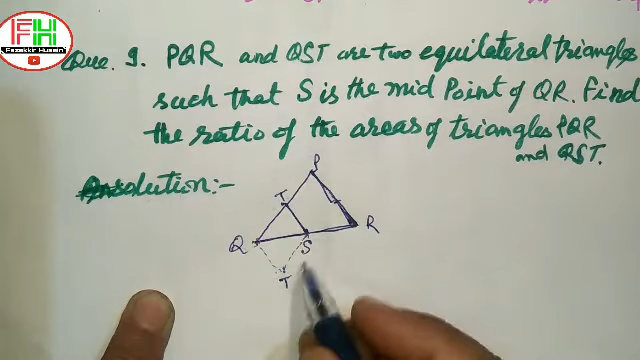 FH
Fazakkir Hussain
Que. 9. PQR and QST are two equilateral triangles
such that S is the mid Point of QR. Find
the ratio of the areas of triangles PQR
and QST.
solution:-
P
T
Q
S
R
T